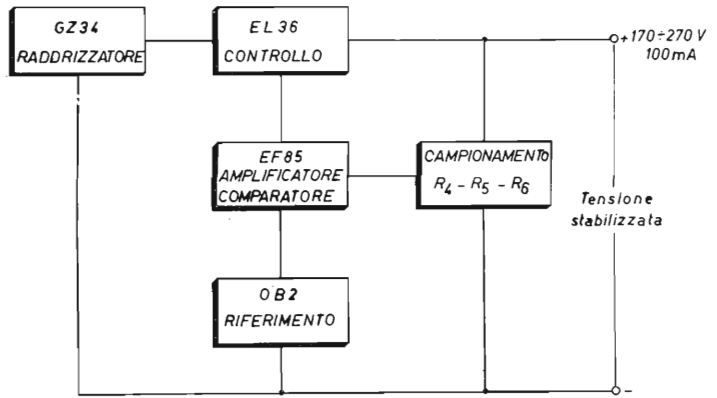 GZ34
RADDRIZZATORE
EL36
CONTROLLO
+170÷270 V
100mA
EF85
AMPLIFICATORE
COMPARATORE
CAMPIONAMENTO
R4 - R5 - R6
Tensione
stabilizzata
OB2
RIFERIMENTO
-